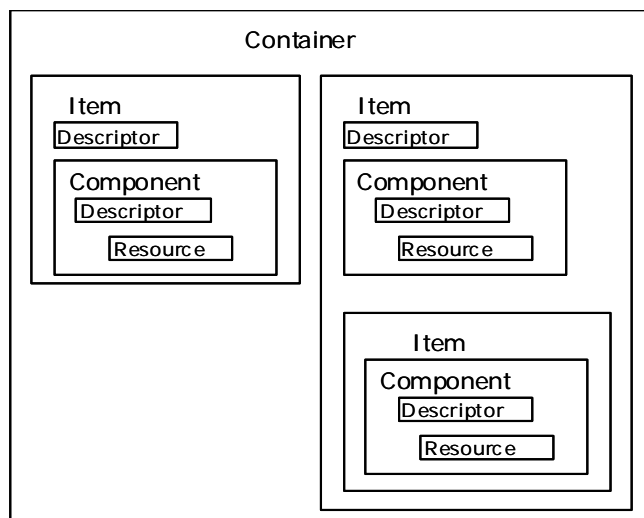 Container
Item
Descriptor
Component
Descriptor
Resource
Item
Descriptor
Component
Descriptor
Resource
Item
Component
Descriptor
Resource